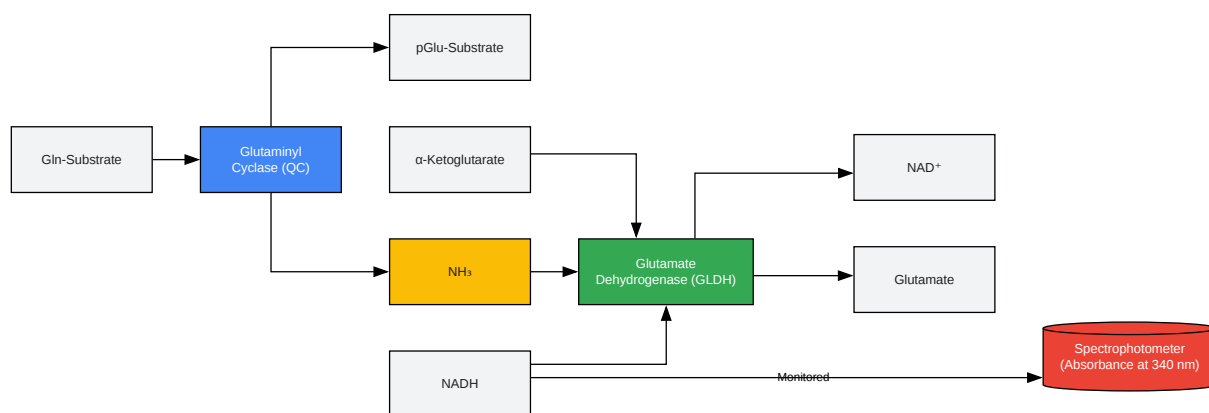 pGlu-Substrate
Gln-Substrate
Glutaminyl
Cyclase (QC)
α-Ketoglutarate
NAD⁺
NH₃
Glutamate
Dehydrogenase (GLDH)
Glutamate
NADH
Monitored
Spectrophotometer
(Absorbance at 340 nm)